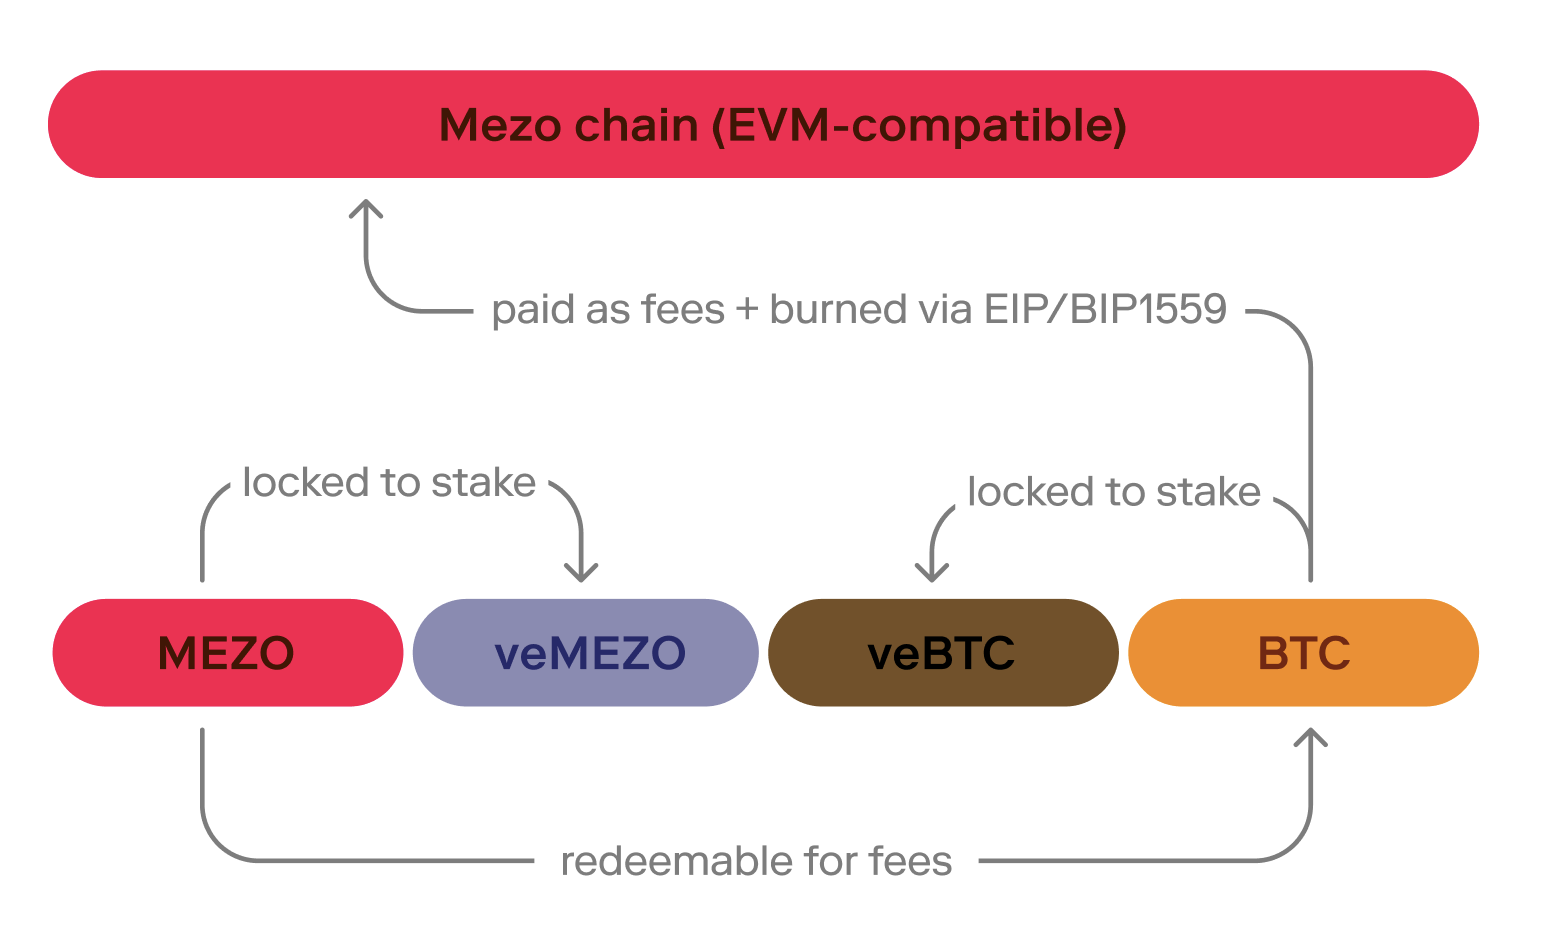 Mezo chain (EVM-compatible)
paid as fees + burned via EIP/BIP1559
locked to stake
locked to stake
MEZO
veMEZO
veBTC
BTC
redeemable for fees